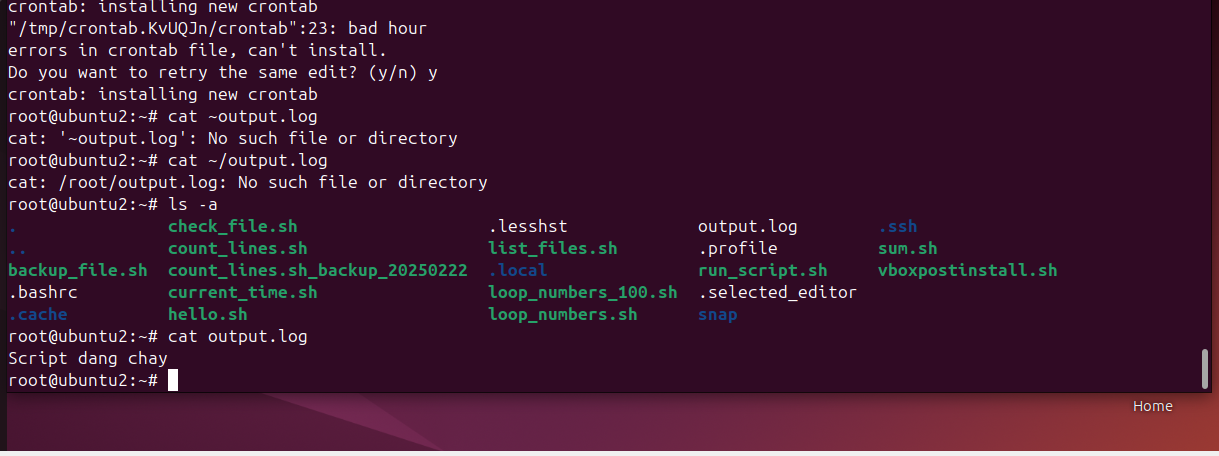 crontab: installing new crontab
"/tmp/crontab.KvUQJn/crontab":23: bad hour
errors in crontab file, can't install.
Do you want to retry the same edit? (y/n) y
crontab: installing new crontab
root@ubuntu2:~# cat ~output.log
cat: '~output.log': No such file or directory
root@ubuntu2:~# cat ~/output.log
cat: /root/output.log: No such file or directory
root@ubuntu2:~# ls -a
. check_file.sh .lesshst output.log .ssh
.. count_lines.sh list_files.sh .profile sum.sh
backup_file.sh count_lines.sh_backup_20250222 .local run_script.sh vboxpostinstall.sh
.bashrc current_time.sh loop_numbers_100.sh .selected_editor
.cache hello.sh loop_numbers.sh snap
root@ubuntu2:~# cat output.log
Script dang chay
root@ubuntu2:~#
Home